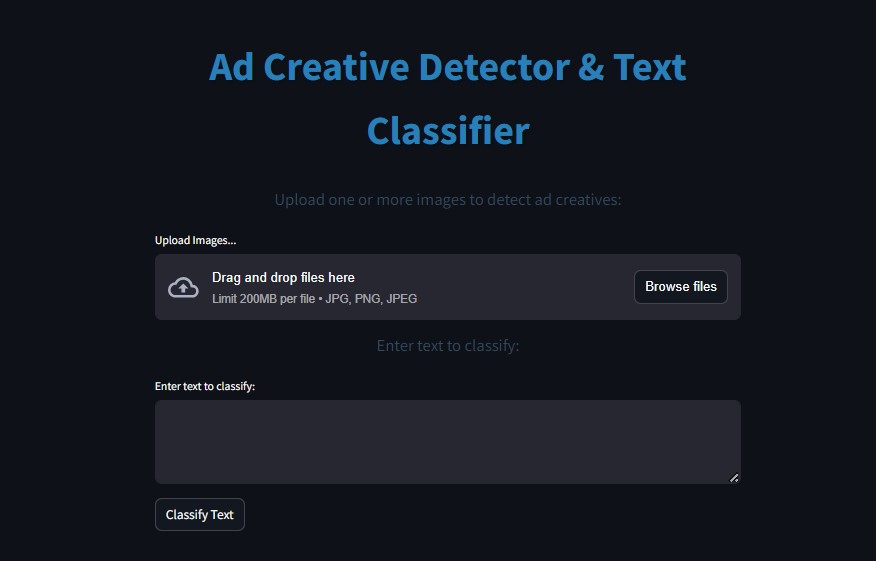 Ad Creative Detector & Text
Classifier
Upload one or more images to detect ad creatives:
Upload Images...
Drag and drop files here
Limit 200MB per file • JPG, PNG, JPEG
Browse files
Enter text to classify:
Enter text to classify:
Classify Text